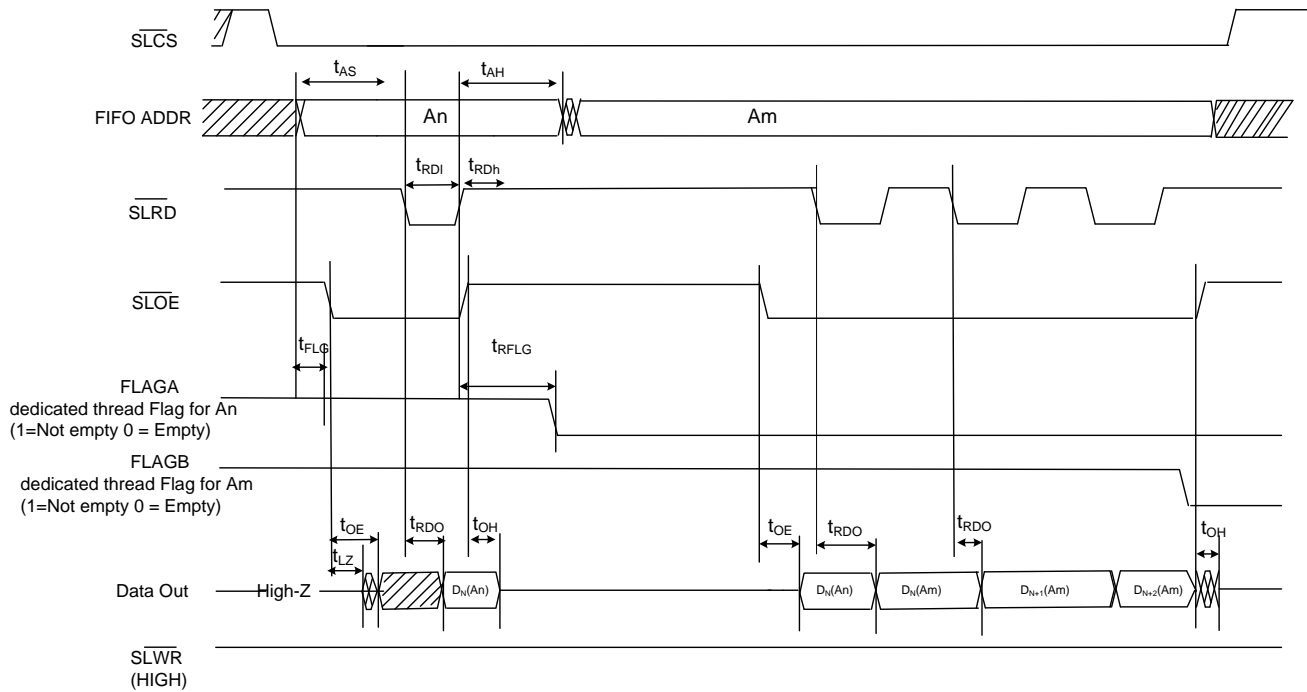 SLCS
tAS
tAH
FIFO ADDR
An
Am
tRDl
tRDh
SLRD
SLOE
tFLG
tRFLG
FLAGA
dedicated thread Flag for An
(1=Not empty 0 = Empty)
FLAGB
dedicated thread Flag for Am
(1=Not empty 0 = Empty)
tOE
tRDO
tOH
tOE
tRDO
tRDO
tOH
tLZ
Data Out
High-Z
DN(An)
DN(An)
DN(Am)
DN+1(Am)
DN+2(Am)
SLWR
(HIGH)